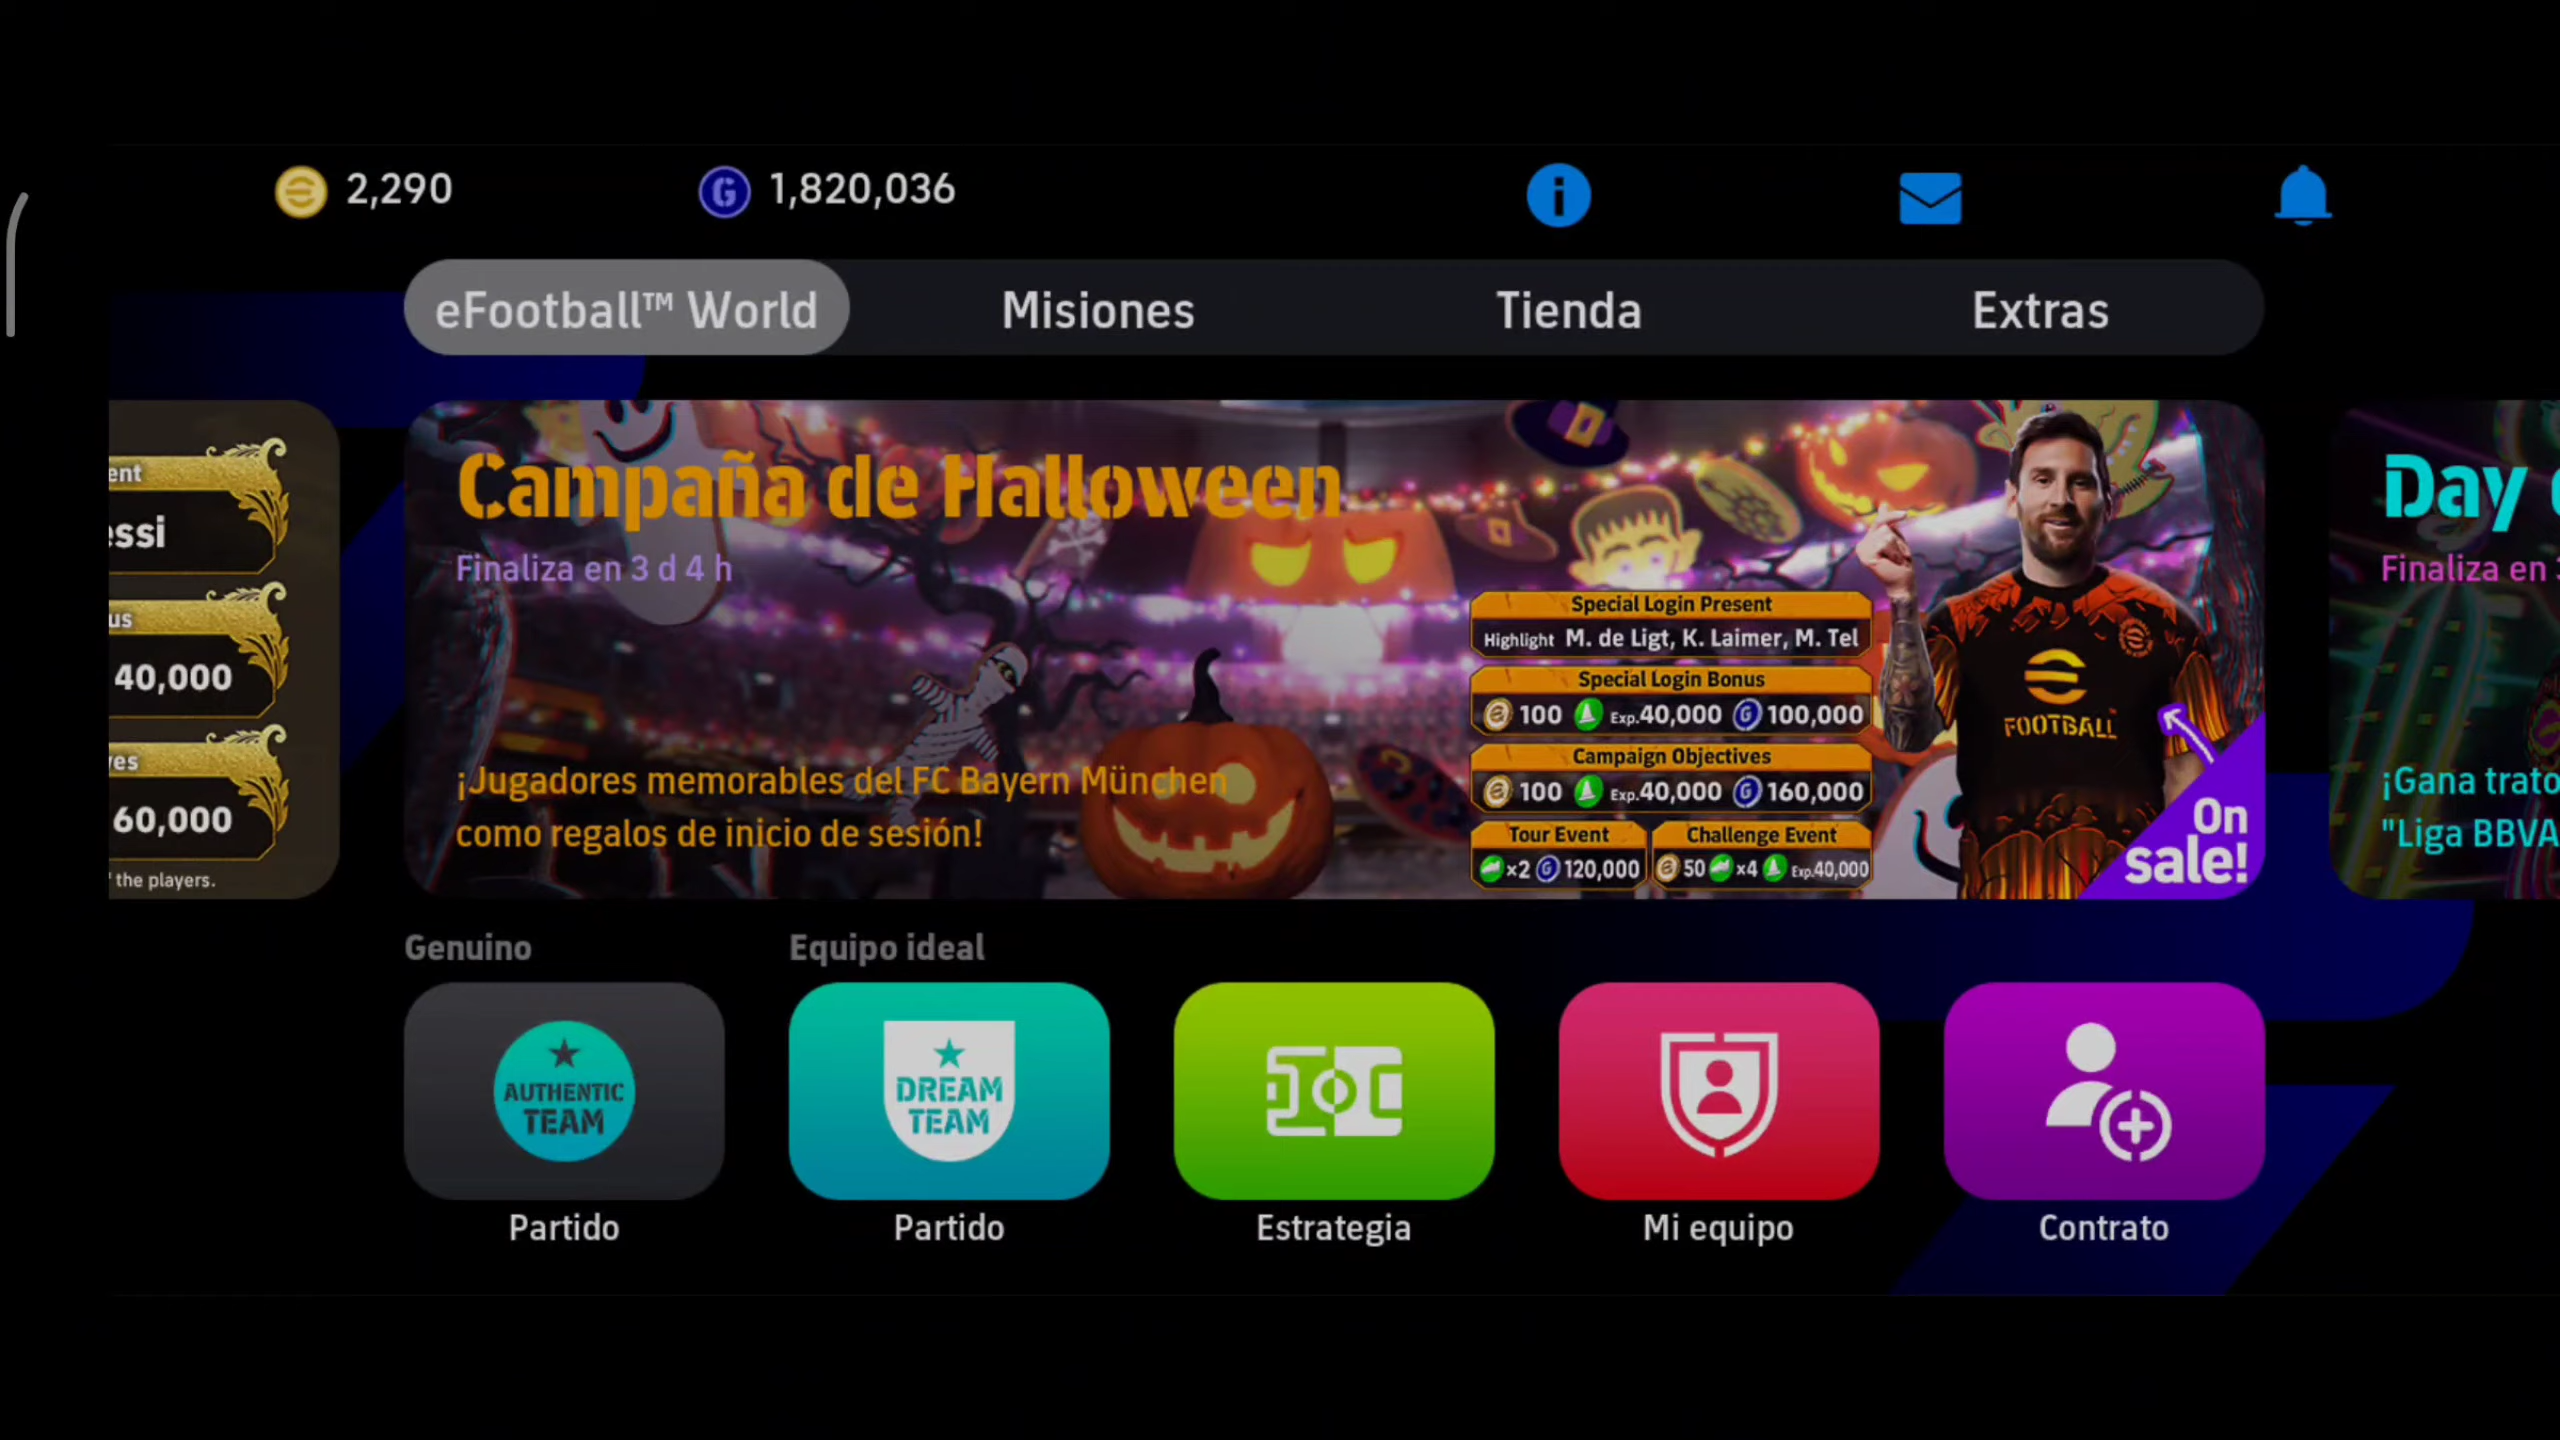 2,290
G 1,820,036
i
eFootball™ World
Misiones
Tienda
Extras
ent
essi
us
40,000
res
60,000
the players.
Campaña de Halloween
Finaliza en 3 d 4 h
¡Jugadores memorables del FC Bayern München
como regalos de inicio de sesión!
Special Login Present
Highlight M. de Ligt, K. Laimer, M. Tel
Special Login Bonus
100 Exp.40,000 G 100,000
Campaign Objectives
100 Exp.40,000 G 160,000
Tour Event
x2 G 120,000
Challenge Event
50 x4 Exp.40,000
FOOTBALL™
On
sale!
Day
Finaliza en
¡Gana trato
"Liga BBVA
Genuino
Equipo ideal
AUTHENTIC
TEAM
DREAM
TEAM
Partido
Partido
Estrategia
Mi equipo
Contrato